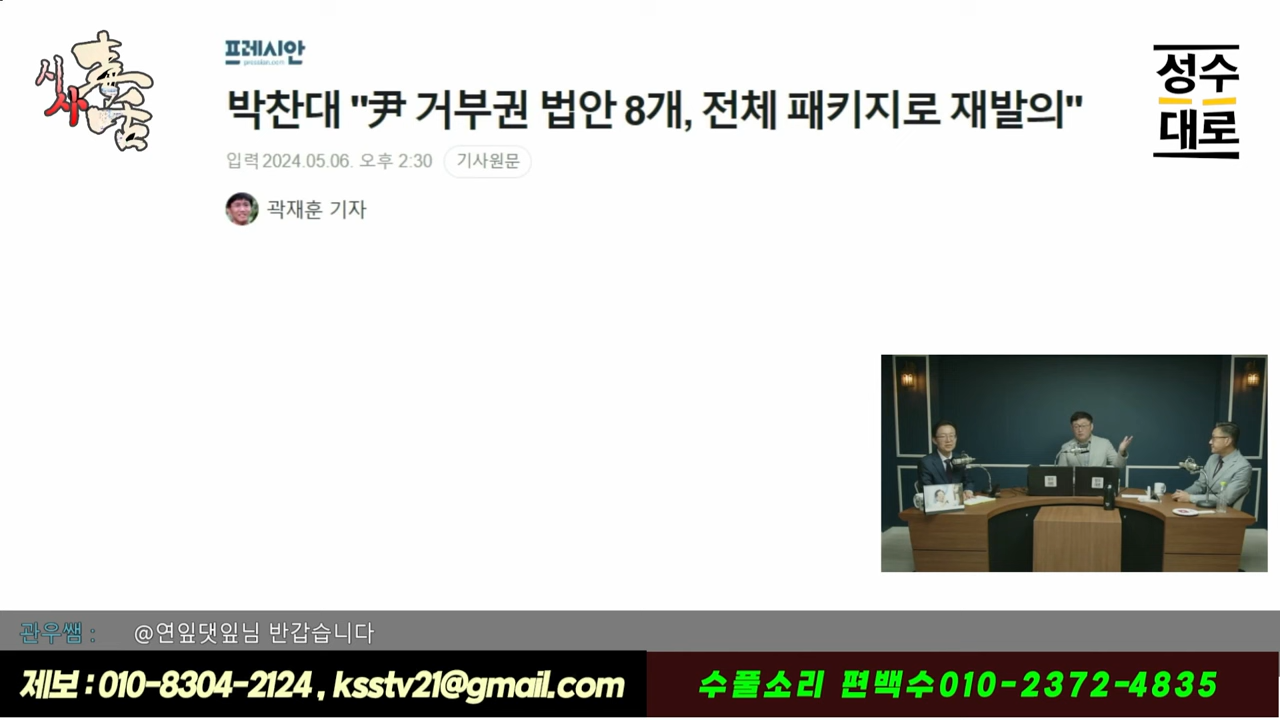 시사
毒舌
프레시안
pressian.com
박찬대 "尹 거부권 법안 8개, 전체 패키지로 재발의"
입력 2024.05.06. 오후 2:30 기사원문
곽재훈 기자
성수
대로
관우쌤 : @연잎댓잎님 반갑습니다
제보 : 010-8304-2124 , ksstv21@gmail.com
수풀소리 편백수010-2372-4835